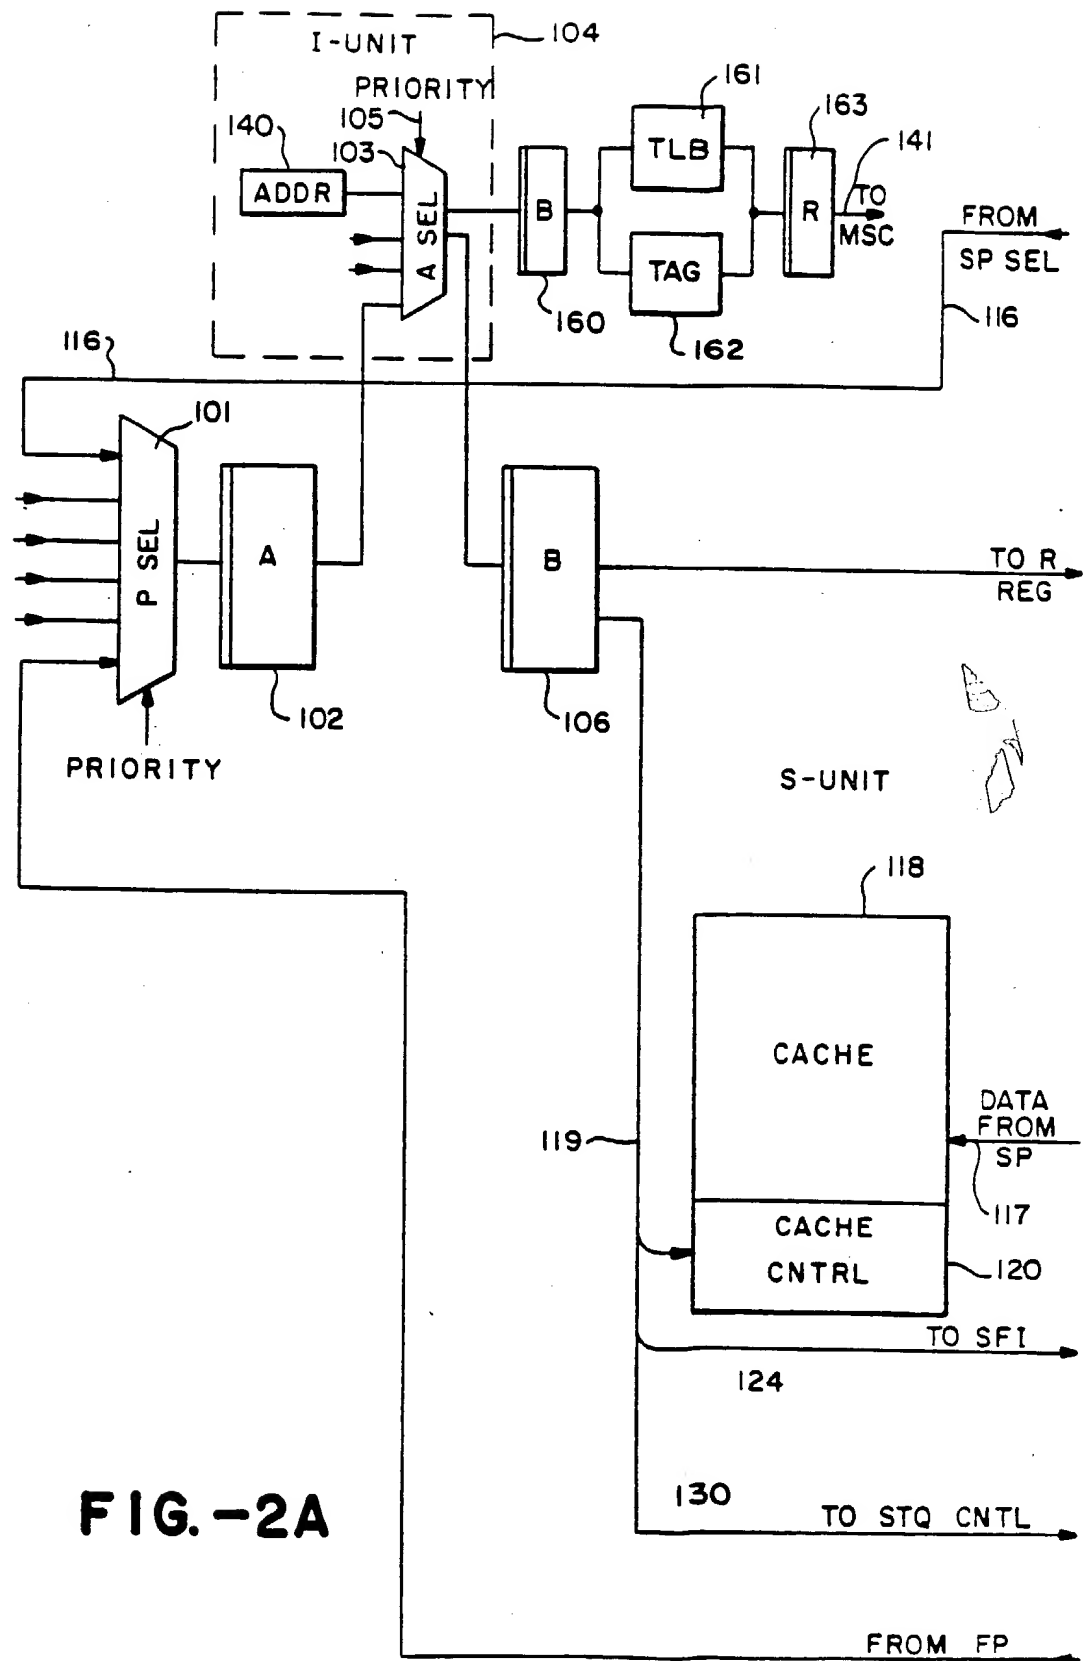 I-UNIT
104
PRIORITY
105
161
163
141
140
103
ADDR
A SEL
B
TLB
R
TO
MSC
FROM
SP SEL
TAG
160
162
116
116
101
P SEL
A
B
TO R
REG
102
106
PRIORITY
S-UNIT
118
CACHE
DATA
FROM
SP
119
117
CACHE
CNTRL
120
TO SFI
124
130
TO STQ CNTL
FIG.-2A
FROM FP